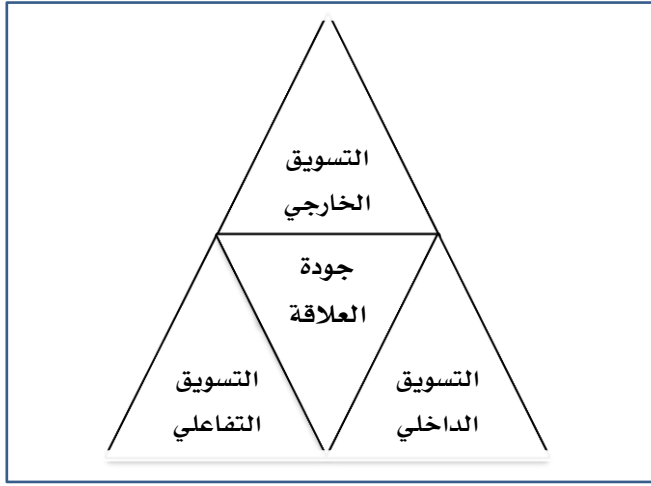 التسويق
الخارجي
جودة
العلاقة
التسويق
الداخلي
التسويق
التفاعلي